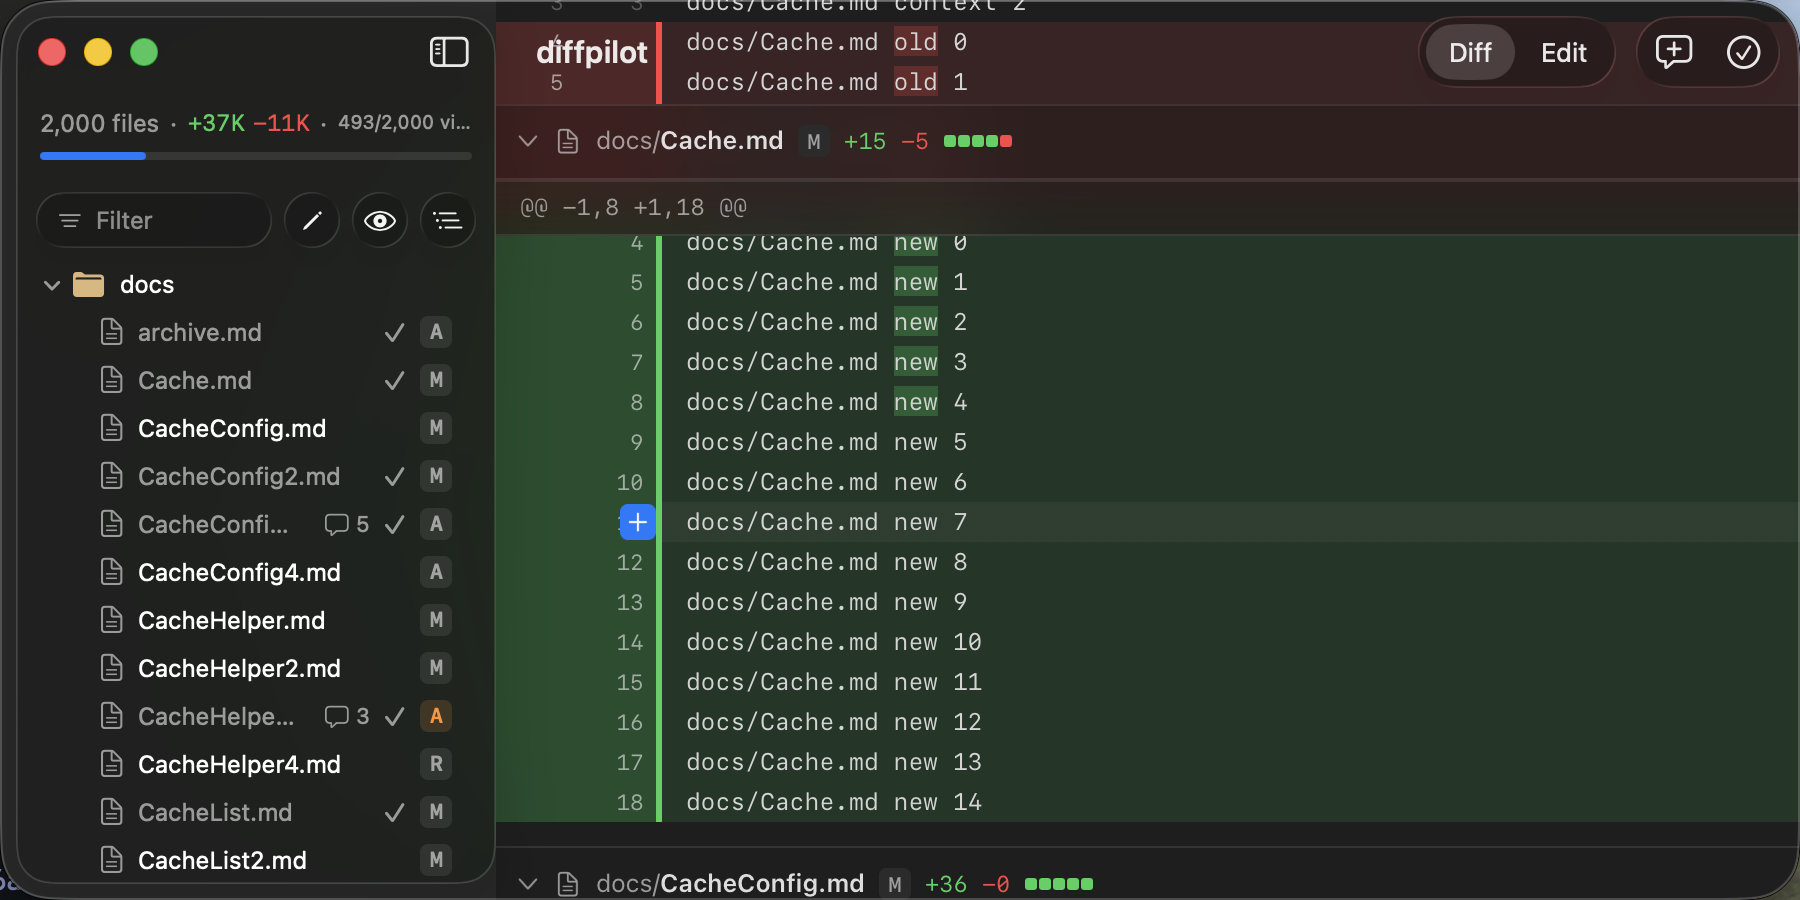 2,000 files · +37K −11K · 493/2,000 vi...
Filter
docs
archive.md A
Cache.md M
CacheConfig.md M
CacheConfig2.md M
CacheConfi... 5 A
CacheConfig4.md A
CacheHelper.md M
CacheHelper2.md M
CacheHelpe... 3 A
CacheHelper4.md R
CacheList.md M
CacheList2.md M
diffpilot
Diff Edit
3 3 docs/Cache.md context 2
4 docs/Cache.md old 0
5 docs/Cache.md old 1
docs/Cache.md M +15 −5
@@ −1,8 +1,18 @@
4 docs/Cache.md new 0
5 docs/Cache.md new 1
6 docs/Cache.md new 2
7 docs/Cache.md new 3
8 docs/Cache.md new 4
9 docs/Cache.md new 5
10 docs/Cache.md new 6
docs/Cache.md new 7
12 docs/Cache.md new 8
13 docs/Cache.md new 9
14 docs/Cache.md new 10
15 docs/Cache.md new 11
16 docs/Cache.md new 12
17 docs/Cache.md new 13
18 docs/Cache.md new 14
docs/CacheConfig.md M +36 −0